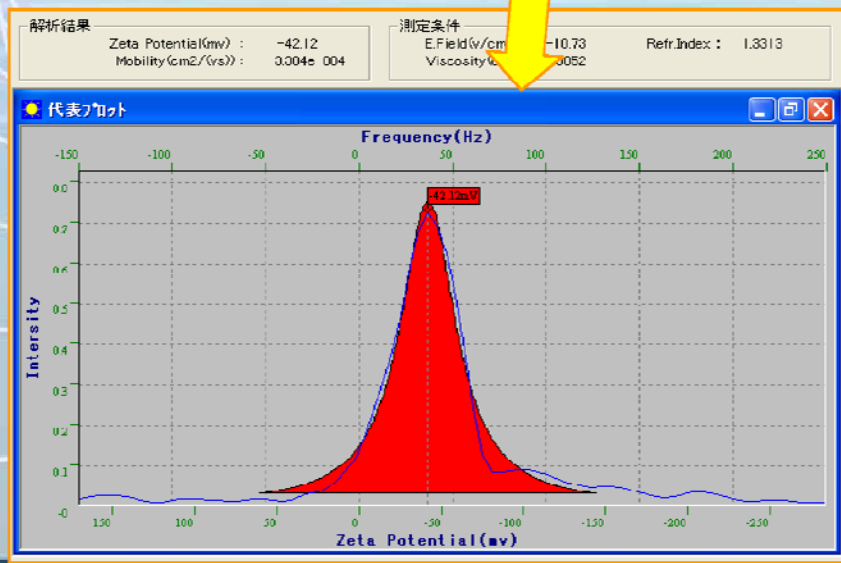 解析結果
Zeta Potential(mv) : -42.12
Mobility(cm2/(vs)):
測定条件
E.Field(v/cm -10.73 Refr.Index : 1.3313
Viscosity
代表プロット
Frequency(Hz)
-150 -100 -50 0 50 100 150 200 250
-42.12mV
Intersity
0.6
0.5
0.4
0.3
0.2
0.1
-0
150 100 50 0 -50 -100 -150 -200 -250
Zeta Potential(mv)